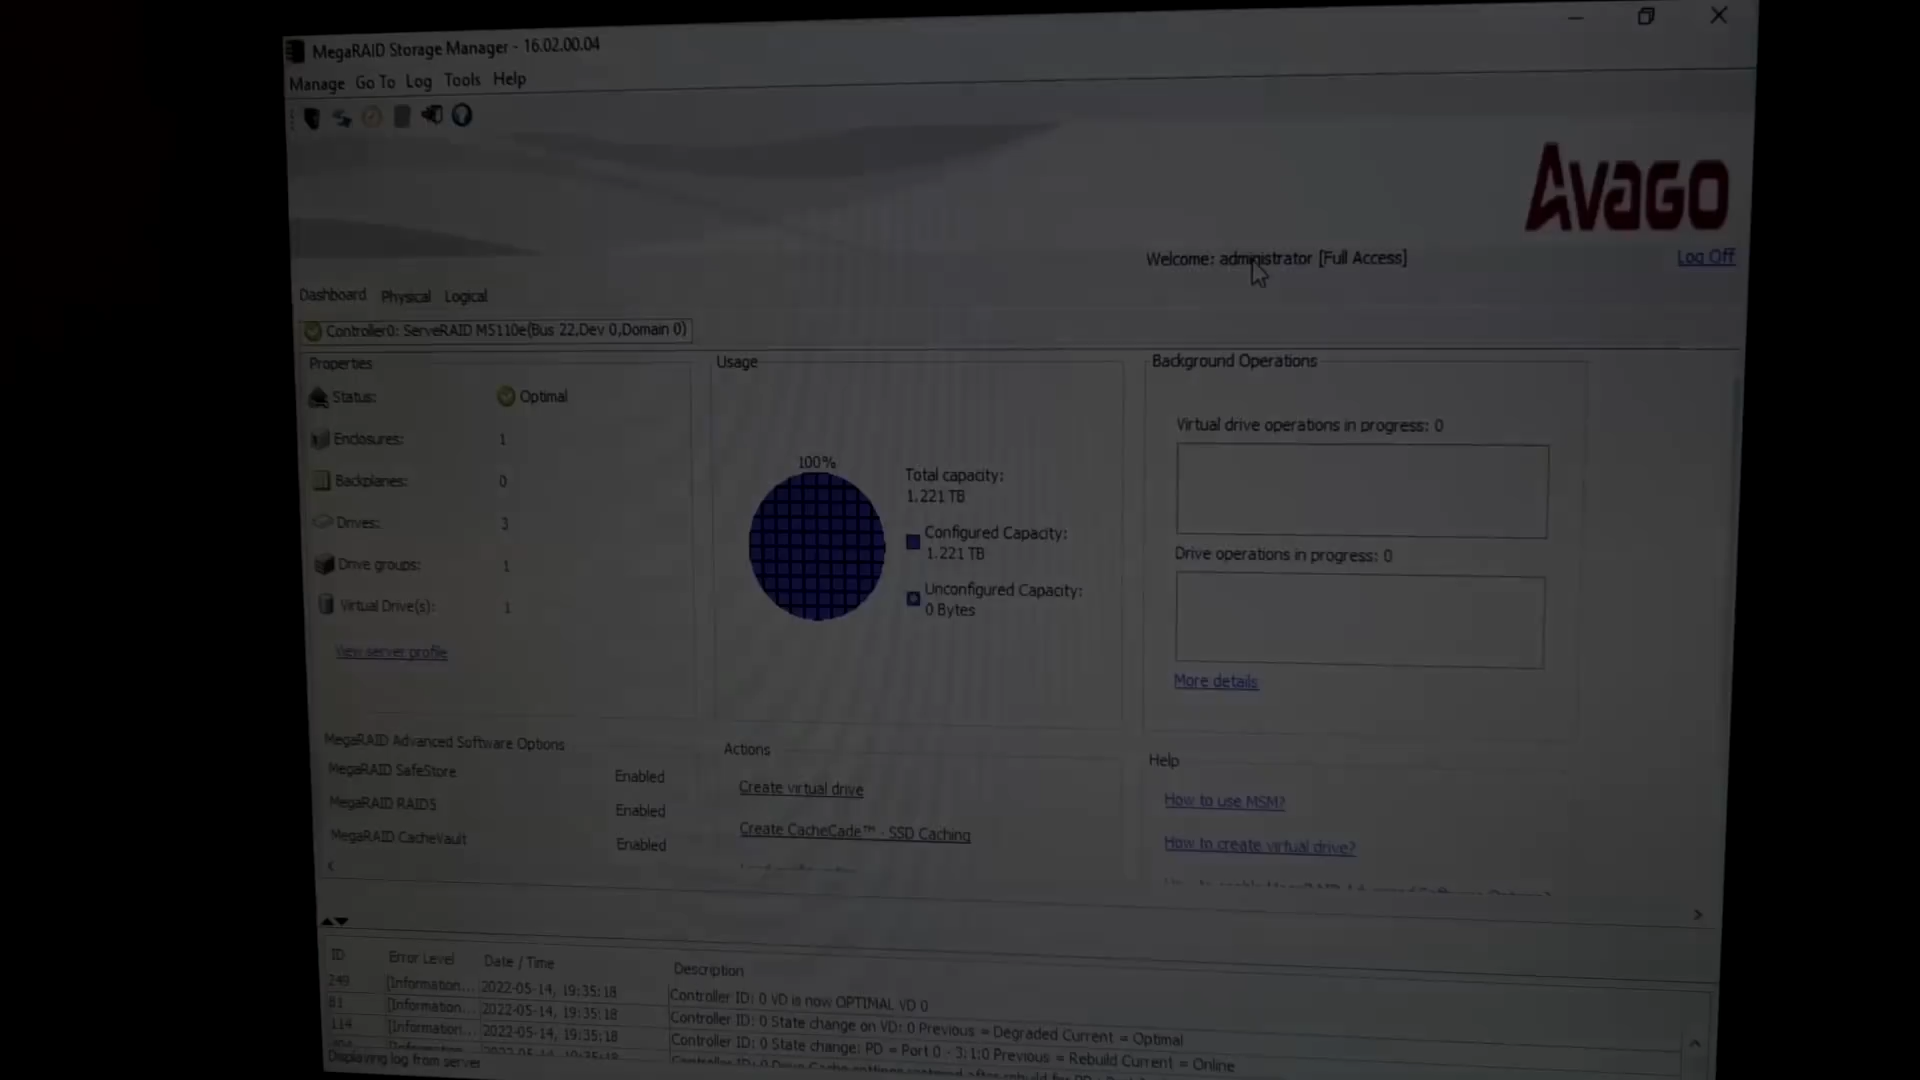 MegaRAID Storage Manager - 16.02.00.04
Manage Go To Log Tools Help
AVAGO
Welcome: administrator [Full Access]
Log Off
Dashboard Physical Logical
Controller0: ServeRAID M5110e(Bus 22,Dev 0,Domain 0)
Properties
Status: Optimal
Enclosures: 1
Backplanes: 0
Drives: 3
Drive groups: 1
Virtual Drive(s): 1
View server profile
Usage
100%
Total capacity:
1.221 TB
Configured Capacity:
1.221 TB
Unconfigured Capacity:
0 Bytes
Background Operations
Virtual drive operations in progress: 0
Drive operations in progress: 0
More details
MegaRAID Advanced Software Options
MegaRAID SafeStore Enabled
MegaRAID RAID5 Enabled
MegaRAID CacheVault Enabled
Actions
Create virtual drive
Create CacheCade™ - SSD Caching
Help
How to use MSM?
How to create virtual drive?
ID Error Level Date / Time Description
249 [Information... 2022-05-14, 19:35:18 Controller ID: 0 VD is now OPTIMAL VD 0
81 [Information... 2022-05-14, 19:35:18 Controller ID: 0 State change on VD: 0 Previous = Degraded Current = Optimal
114 [Information... 2022-05-14, 19:35:18 Controller ID: 0 State change: PD = Port 0 - 3:1:0 Previous = Rebuild Current = Online
Displaying log from server